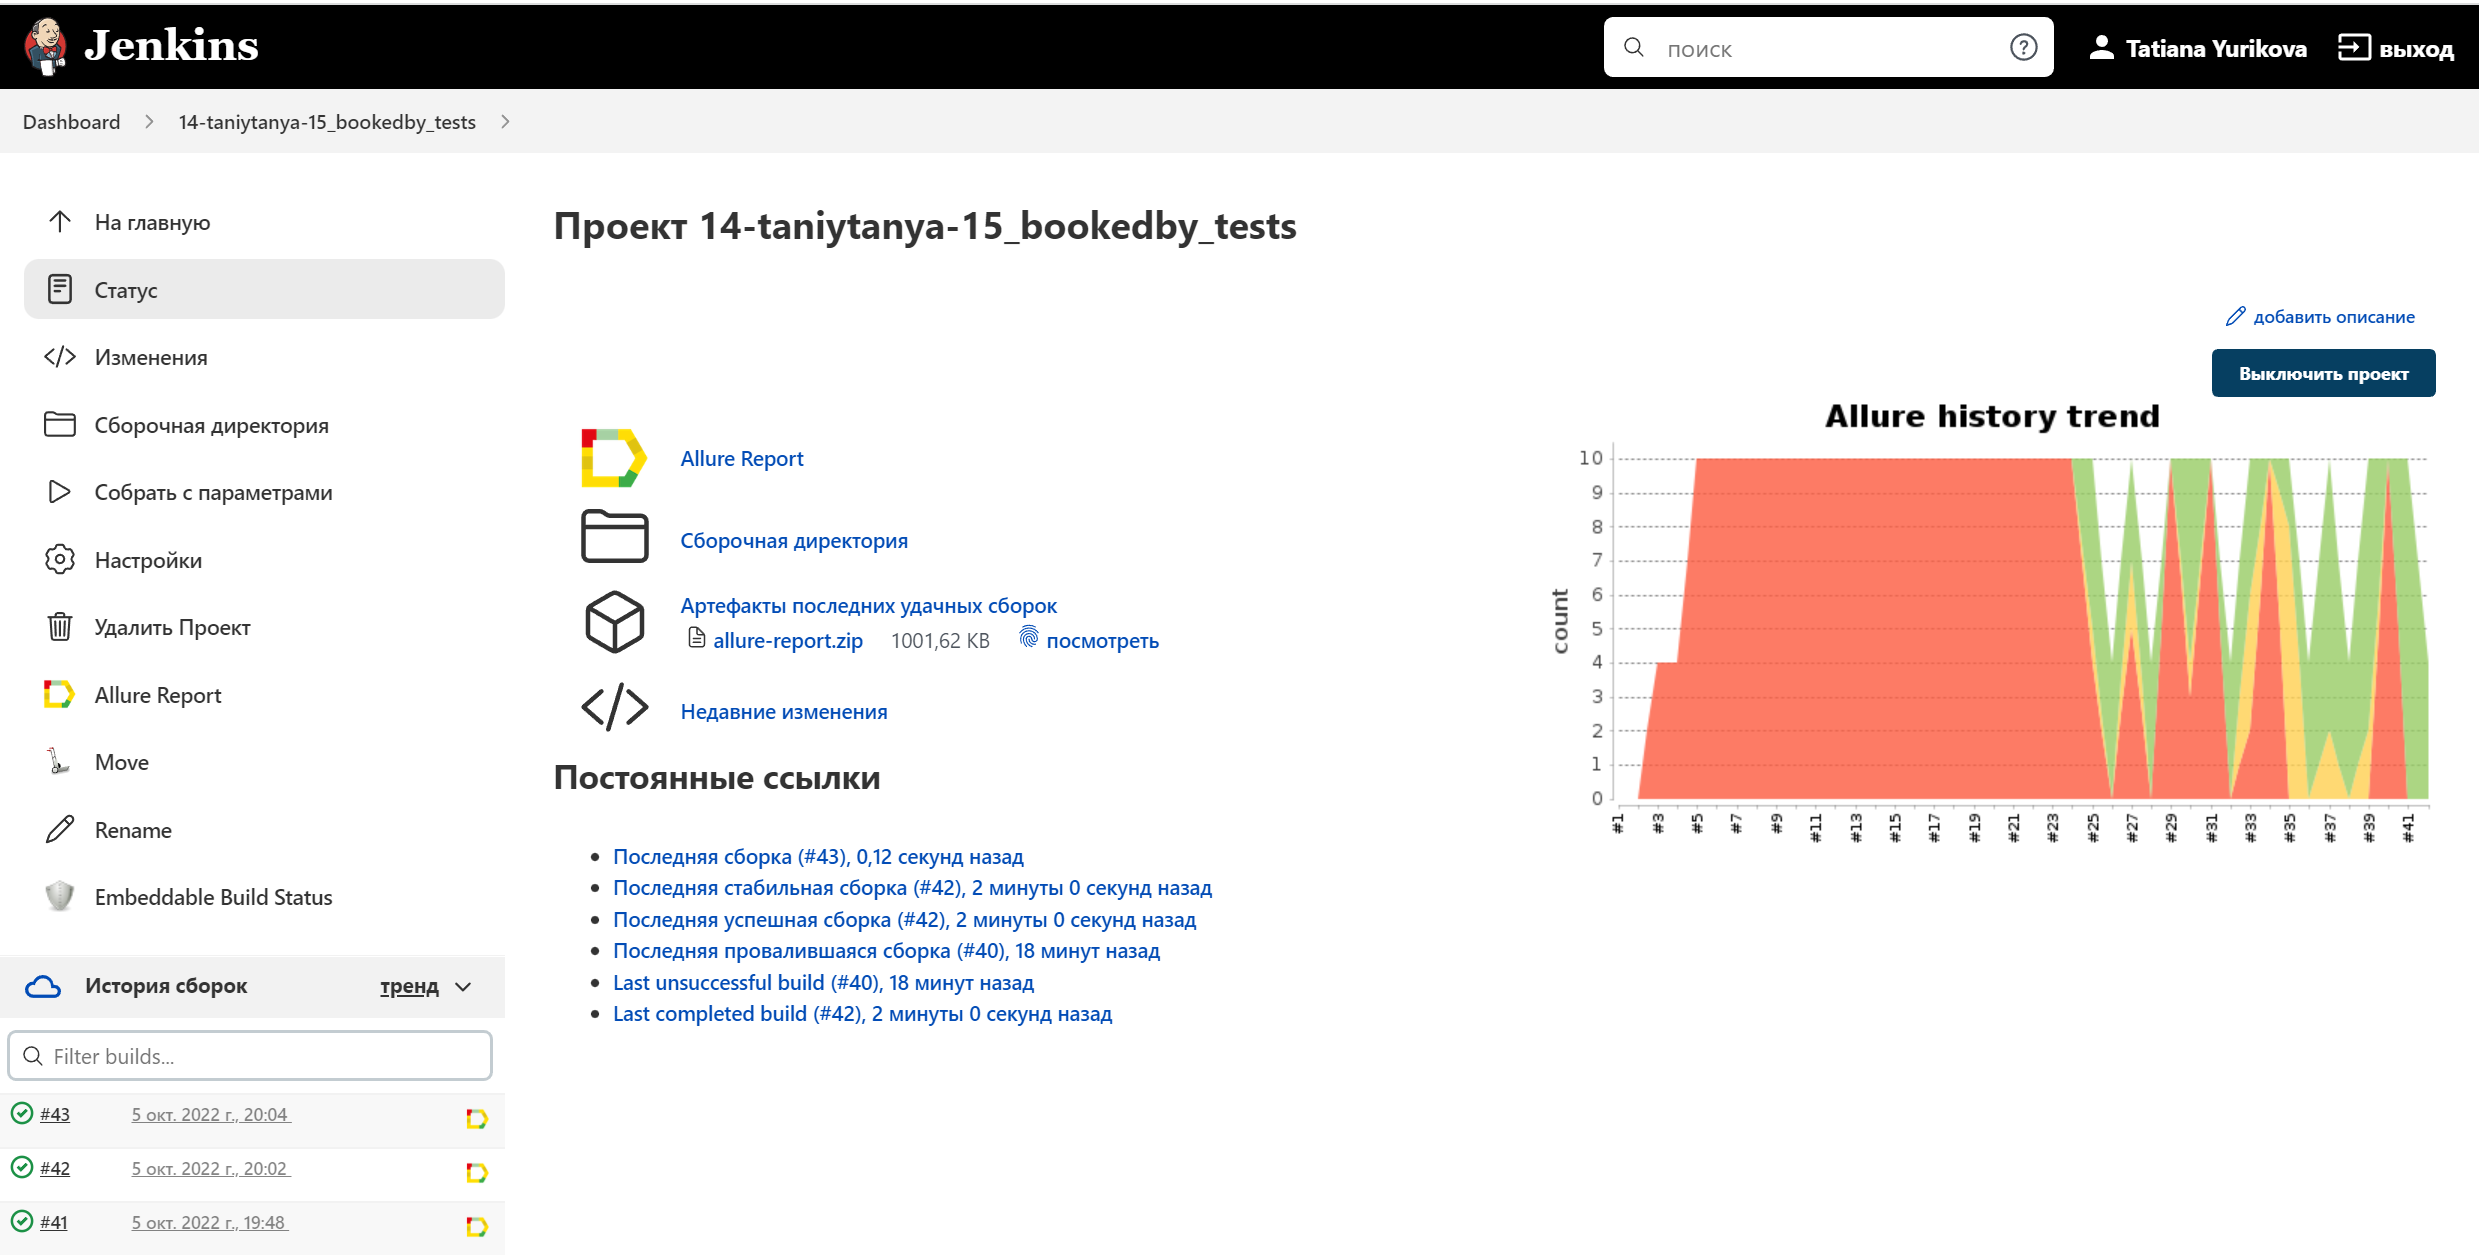 Jenkins
поиск
Tatiana Yurikova
выход
Dashboard
14-taniytanya-15_bookedby_tests
На главную
Статус
Изменения
Сборочная директория
Собрать с параметрами
Настройки
Удалить Проект
Allure Report
Move
Rename
Embeddable Build Status
История сборок
тренд
Filter builds...
#43 5 окт. 2022 г., 20:04
#42 5 окт. 2022 г., 20:02
#41 5 окт. 2022 г., 19:48
Проект 14-taniytanya-15_bookedby_tests
добавить описание
Выключить проект
Allure Report
Сборочная директория
Артефакты последних удачных сборок
allure-report.zip 1001,62 KB посмотреть
Недавние изменения
Постоянные ссылки
Последняя сборка (#43), 0,12 секунд назад
Последняя стабильная сборка (#42), 2 минуты 0 секунд назад
Последняя успешная сборка (#42), 2 минуты 0 секунд назад
Последняя провалившаяся сборка (#40), 18 минут назад
Last unsuccessful build (#40), 18 минут назад
Last completed build (#42), 2 минуты 0 секунд назад
Allure history trend
count
10
9
8
7
6
5
4
3
2
1
0
#1 #3 #5 #7 #9 #11 #13 #15 #17 #19 #21 #23 #25 #27 #29 #31 #33 #35 #37 #39 #41